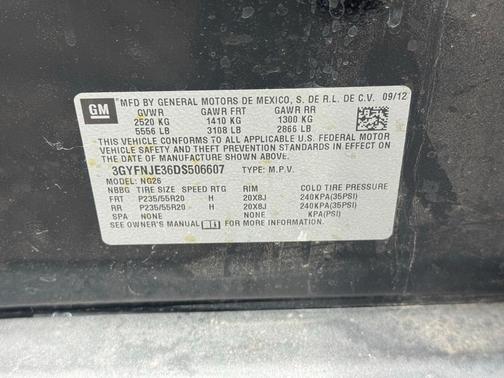 GM MFD BY GENERAL MOTORS DE MEXICO, S. DE R.L. DE C.V. 09/12
GVWR GAWR FRT GAWR RR
2520 KG 1410 KG 1300 KG
5556 LB 3108 LB 2866 LB
THIS VEHICLE CONFORMS TO ALL APPLICABLE U.S. FEDERAL MOTOR
VEHICLE SAFETY STANDARDS IN
EFFECT ON THE DATE OF MANUFACTURE SHOWN ABOVE.
3GYFNJE36DS506607 TYPE: M.P.V.
MODEL: NG26
NBBG TIRE SIZE SPEED RTG RIM COLD TIRE PRESSURE
FRT P235/55R20 H 20X8J 240KPA(35PSI)
RR P235/55R20 H 20X8J 240KPA(35PSI)
SPA NONE NONE KPA(PSI)
SEE OWNER'S MANUAL FOR MORE INFORMATION.